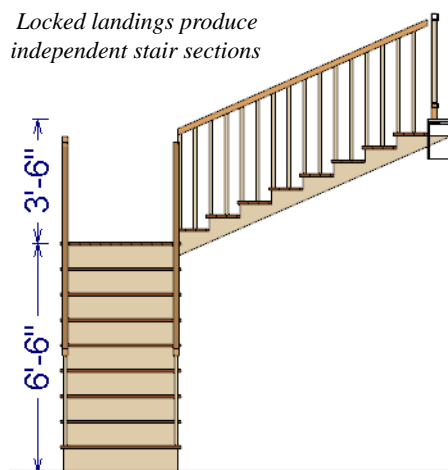 Locked landings produce
independent stair sections
3'-6"
6'-6"